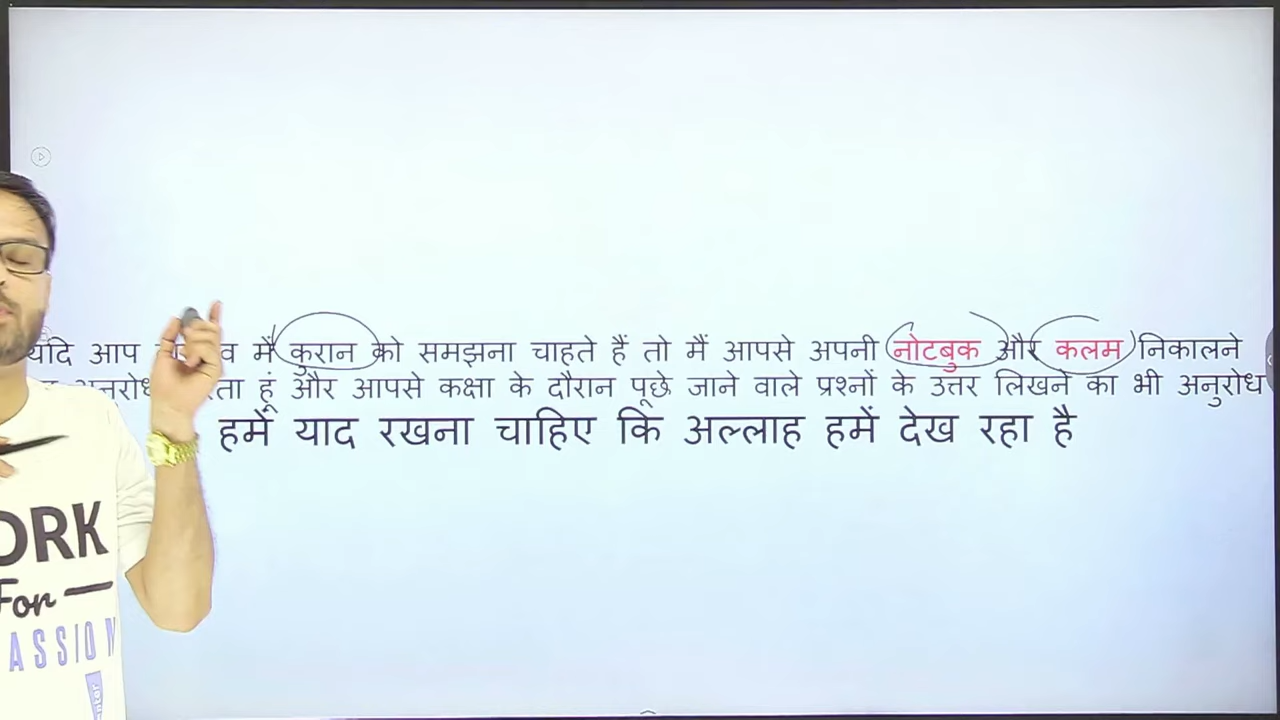 यदि आप में कुरान को समझना चाहते हैं तो मैं आपसे अपनी नोटबुक और कलम निकालने
हूं और आपसे कक्षा के दौरान पूछे जाने वाले प्रश्नों के उत्तर लिखने का भी अनुरोध
हमें याद रखना चाहिए कि अल्लाह हमें देख रहा है
For